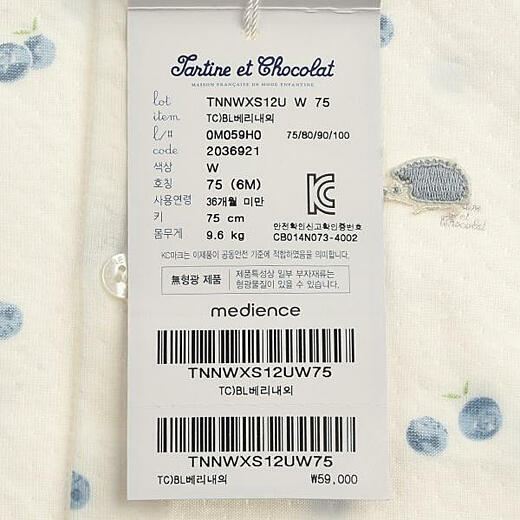 Tartine et Chocolat
MAISON FRANÇAISE DE MODE ENFANTINE
lot TNNWXS12U W 75
item TC)BL베리내의
l/# 0M059H0 75/80/90/100
code 2036921
색상 W
호칭 75 (6M)
사용연령 36개월 미만
키 75 cm
몸무게 9.6 kg
안전확인신고확인증번호
CB014N073-4002
KC마크는 이제품이 공동안전 기준에 적합하였음을 의미합니다.
無형광 제품
제품특성상 일부 부자재류는
형광물질이 있을 수 있습니다.
medience
TNNWXS12UW75
TC)BL베리내의
TNNWXS12UW75
TC)BL베리내의 ₩59,000
et
Chocolat